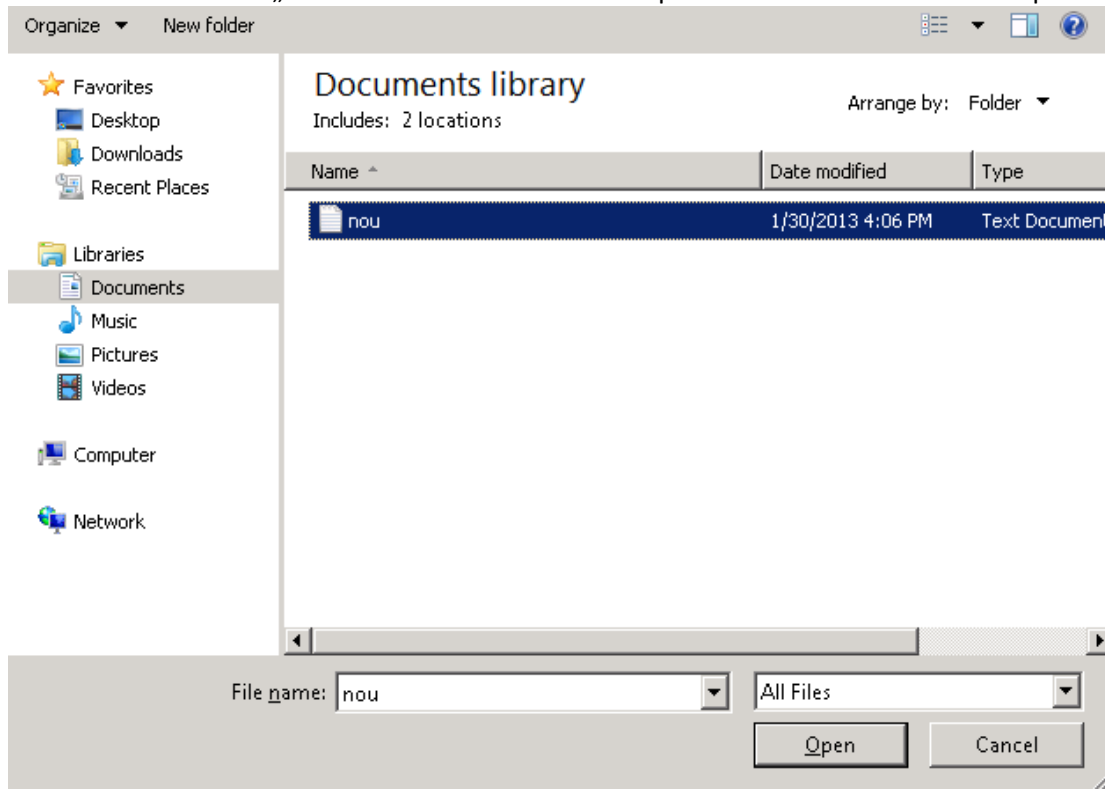 Organize New folder
Favorites
Desktop
Downloads
Recent Places
Libraries
Documents
Music
Pictures
Videos
Computer
Network
Documents library
Includes: 2 locations
Arrange by: Folder
Name Date modified Type
nou 1/30/2013 4:06 PM Text Document
File name: nou All Files
Open Cancel